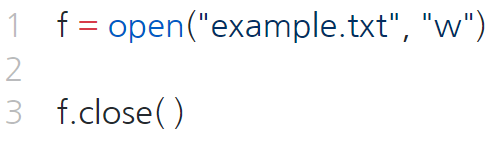 1 f = open("example.txt", "w")
2
3 f.close( )